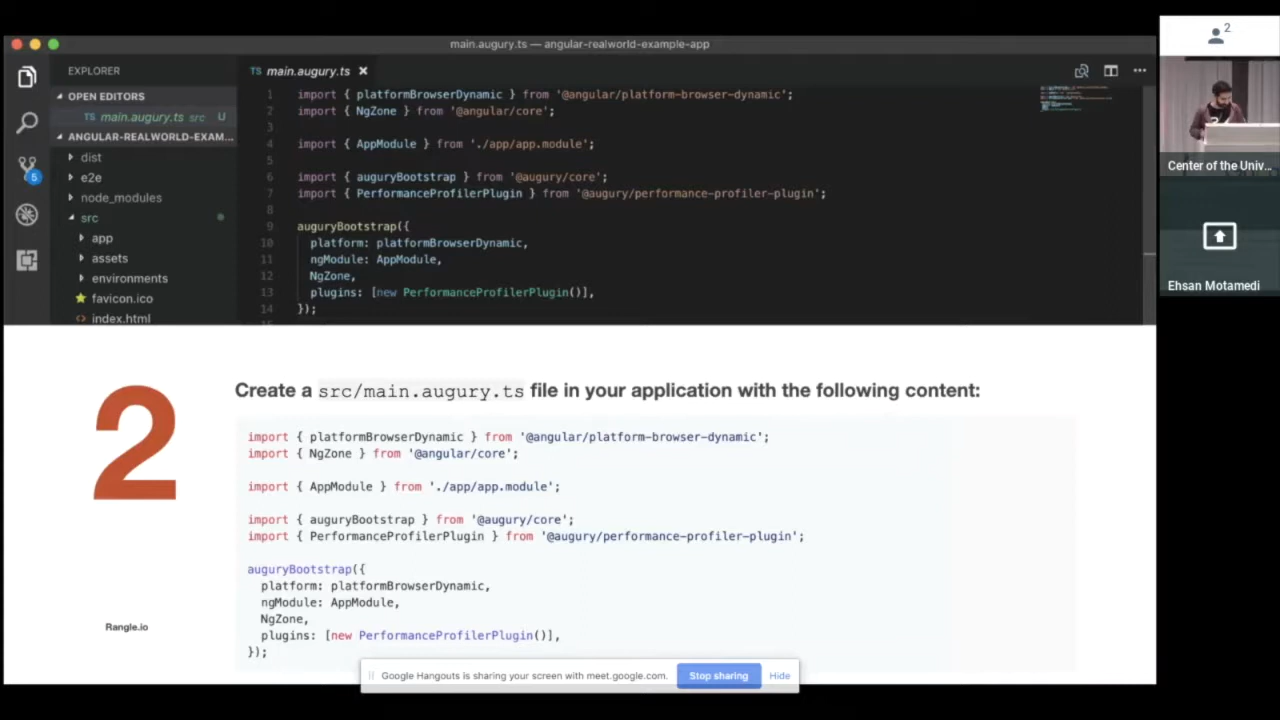 main.augury.ts — angular-realworld-example-app
EXPLORER
OPEN EDITORS
TS main.augury.ts src U
ANGULAR-REALWORLD-EXAM...
dist
e2e
node_modules
src
app
assets
environments
favicon.ico
<> index.html
5
TS main.augury.ts ×
1 import { platformBrowserDynamic } from '@angular/platform-browser-dynamic';
2 import { NgZone } from '@angular/core';
3
4 import { AppModule } from './app/app.module';
5
6 import { auguryBootstrap } from '@augury/core';
7 import { PerformanceProfilerPlugin } from '@augury/performance-profiler-plugin';
8
9 auguryBootstrap({
10 platform: platformBrowserDynamic,
11 ngModule: AppModule,
12 NgZone,
13 plugins: [new PerformanceProfilerPlugin()],
14 });
2
Center of the Univ...
Ehsan Motamedi
2
Create a src/main.augury.ts file in your application with the following content:
import { platformBrowserDynamic } from '@angular/platform-browser-dynamic';
import { NgZone } from '@angular/core';
import { AppModule } from './app/app.module';
import { auguryBootstrap } from '@augury/core';
import { PerformanceProfilerPlugin } from '@augury/performance-profiler-plugin';
auguryBootstrap({
platform: platformBrowserDynamic,
ngModule: AppModule,
NgZone,
plugins: [new PerformanceProfilerPlugin()],
});
Rangle.io
Google Hangouts is sharing your screen with meet.google.com.
Stop sharing
Hide